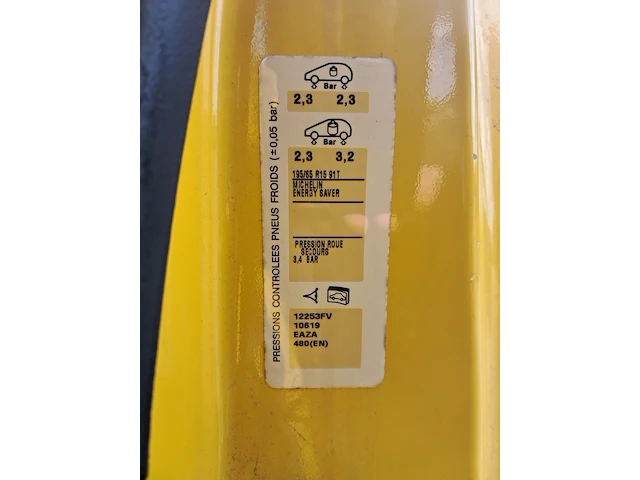 PRESSIONS CONTROLEES PNEUS FROIDS (±0,05 bar)
Bar
2,3 2,3
Bar
2,3 3,2
195/65 R15 91T
MICHELIN
ENERGY SAVER
PRESSION ROUE
SECOURS
3,4 BAR
12253FV
10619
EAZA
480(EN)